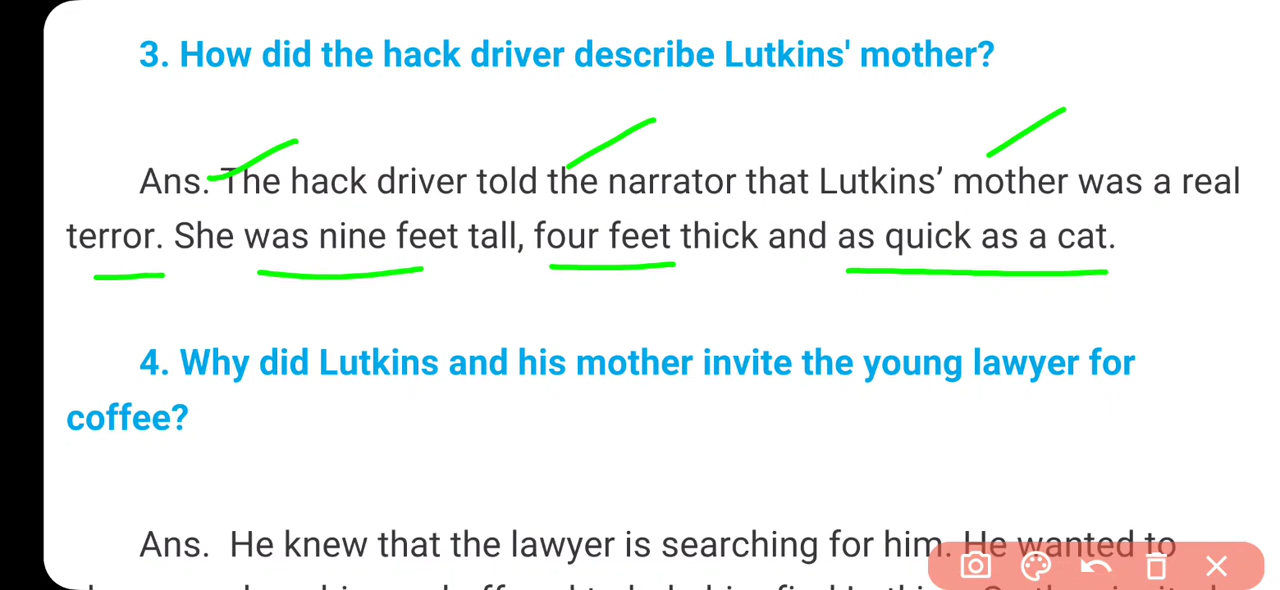 3. How did the hack driver describe Lutkins' mother?
Ans. The hack driver told the narrator that Lutkins’ mother was a real
terror. She was nine feet tall, four feet thick and as quick as a cat.
4. Why did Lutkins and his mother invite the young lawyer for
coffee?
Ans. He knew that the lawyer is searching for him. He wanted to